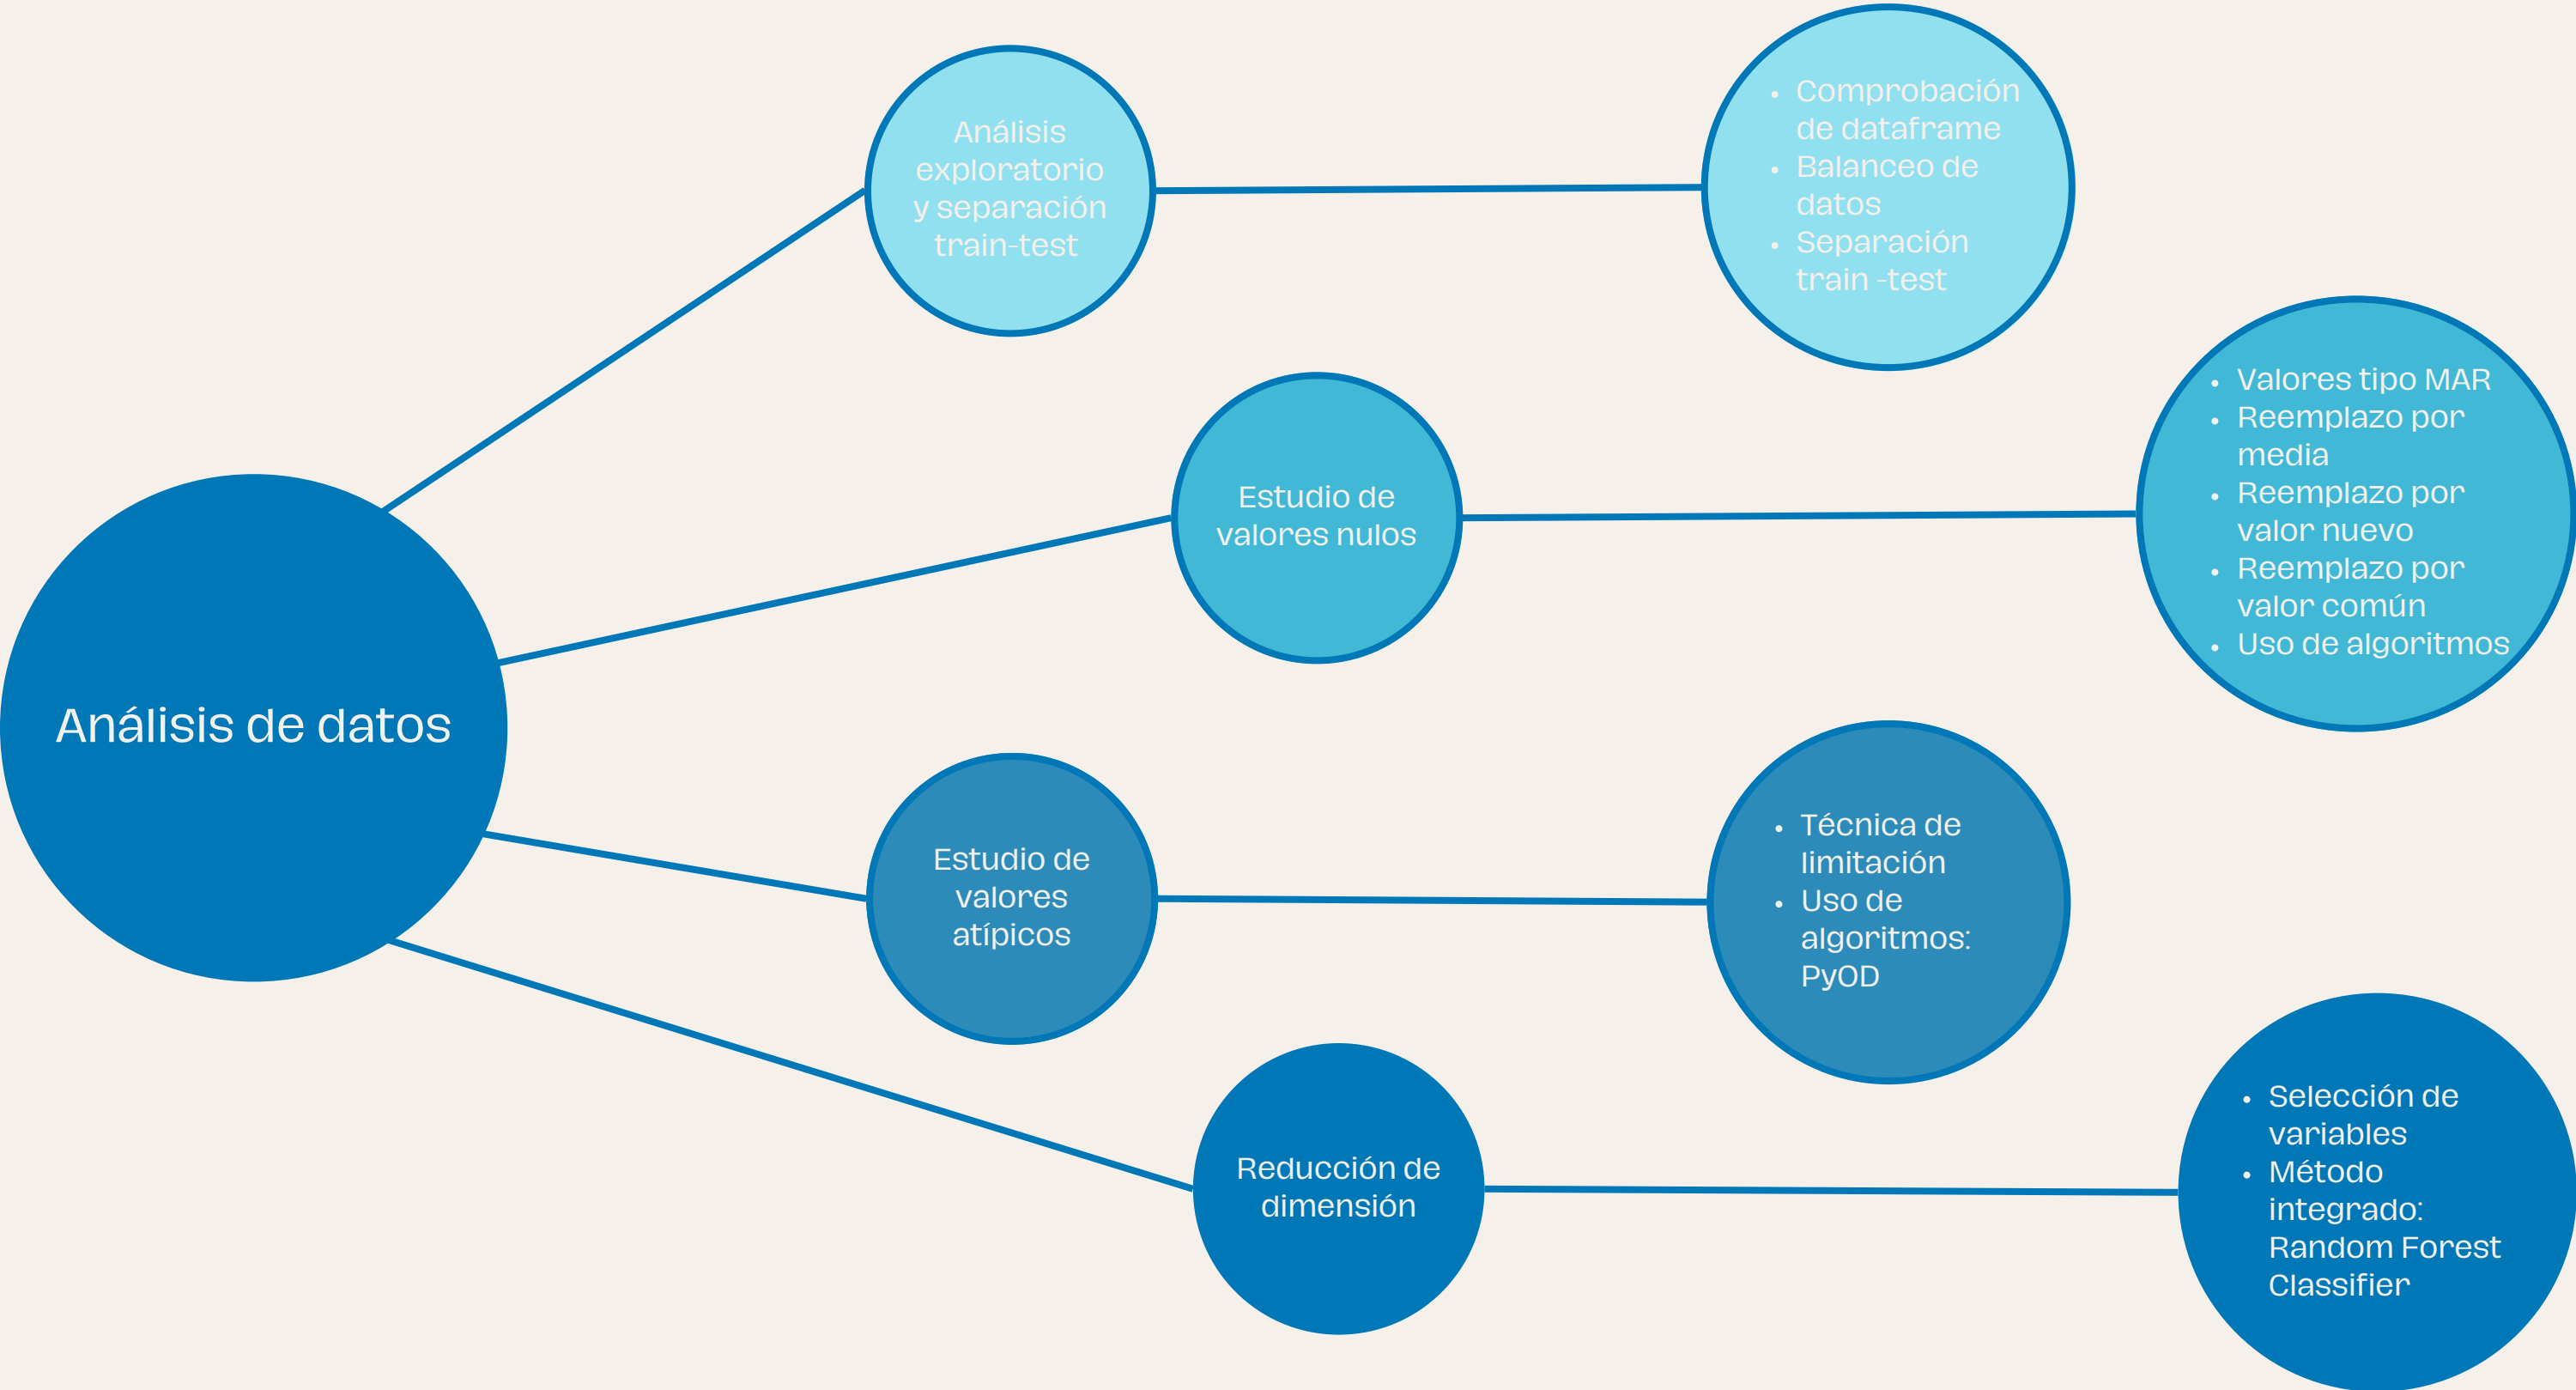 Análisis de datos
Análisis
exploratorio
y separación
train-test
• Comprobación
de dataframe
• Balanceo de
datos
• Separación
train -test
Estudio de
valores nulos
• Valores tipo MAR
• Reemplazo por
media
• Reemplazo por
valor nuevo
• Reemplazo por
valor común
• Uso de algoritmos
Estudio de
valores
atípicos
• Técnica de
limitación
• Uso de
algoritmos:
PyOD
Reducción de
dimensión
• Selección de
variables
• Método
integrado:
Random Forest
Classifier